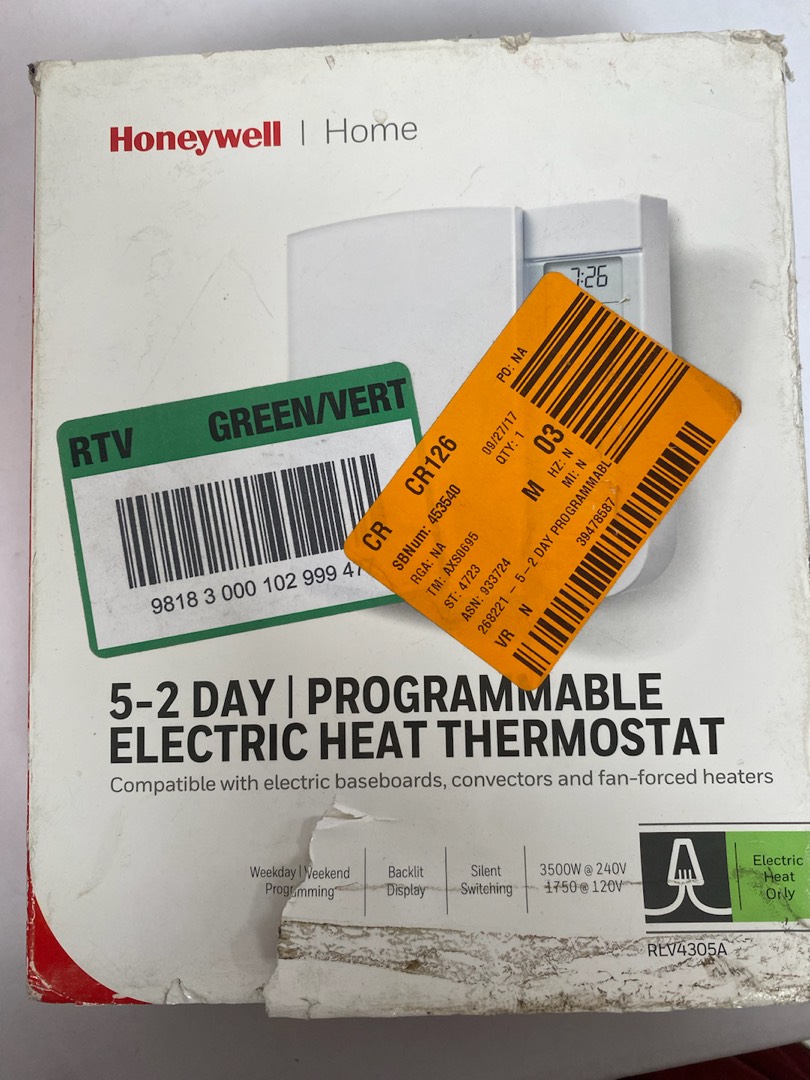 Honeywell | Home
7:26
RTV GREEN/VERT
9818 3 000 102 999 47
CR CR126
SBNum: 453540
RGA: NA
TM: AXS0695
ST: 4723
ASN: 933724
268221 - 5-2 DAY PROGRAMMABL
VR N
PO: NA
09/27/17
QTY: 1
M 03
HZ: N
MI: N
39478587
5-2 DAY | PROGRAMMABLE
ELECTRIC HEAT THERMOSTAT
Compatible with electric baseboards, convectors and fan-forced heaters
Weekday | Weekend
Programming
Backlit
Display
Silent
Switching
3500W @ 240V
1750 @ 120V
Electric
Heat
Only
RLV4305A